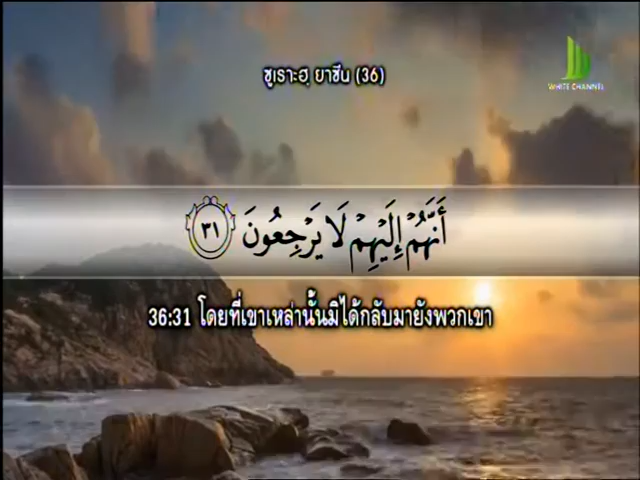 ซูเราะฮฺ ยาซีน (36)
WHITE CHANNEL
أَنَّهُمْ إِلَيْهِمْ لَا يَرْجِعُونَ ٣١
36:31 โดยที่เขาเหล่านั้นมิได้กลับมายังพวกเขา